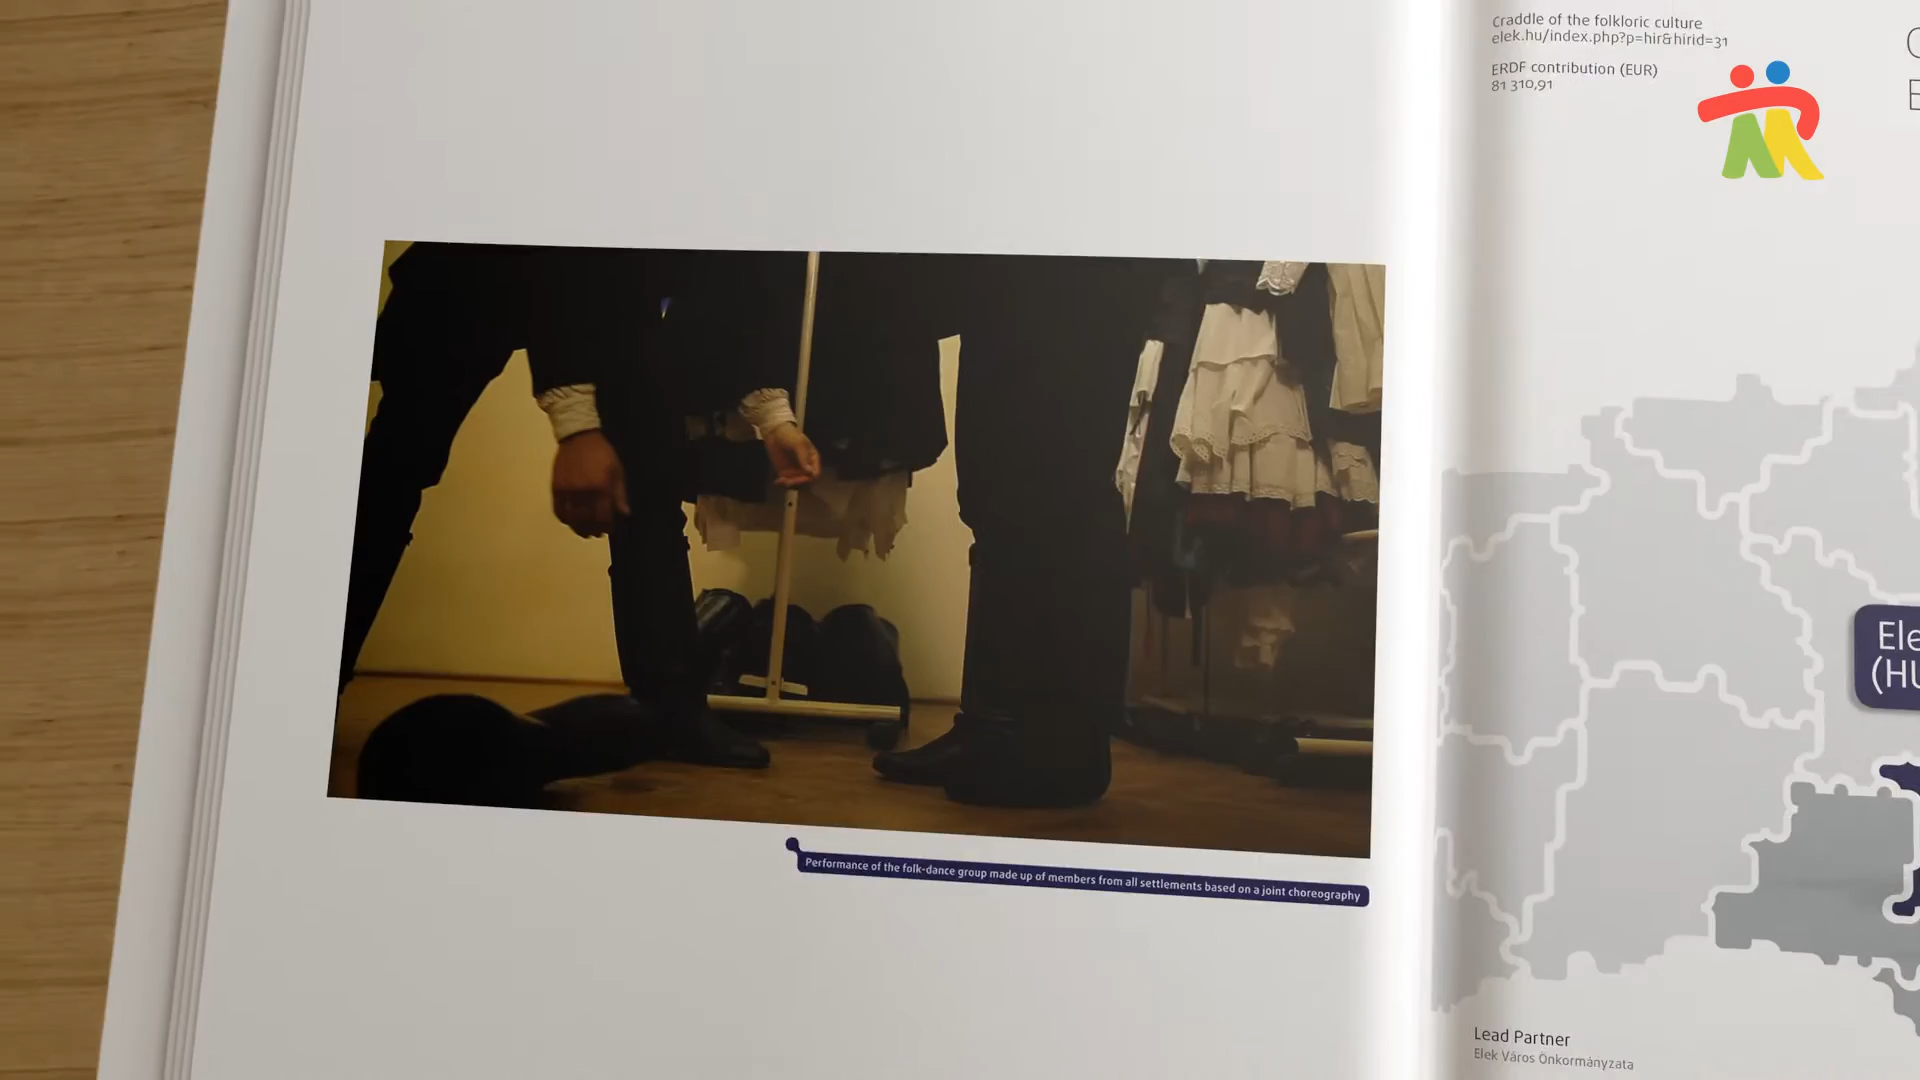 Craddle of the folkloric culture
elek.hu/index.php?p=hir&hirid=31
ERDF contribution (EUR)
81 310,91
Performance of the folk-dance group made up of members from all settlements based on a joint choreography
Lead Partner
Elek Város Önkormányzata